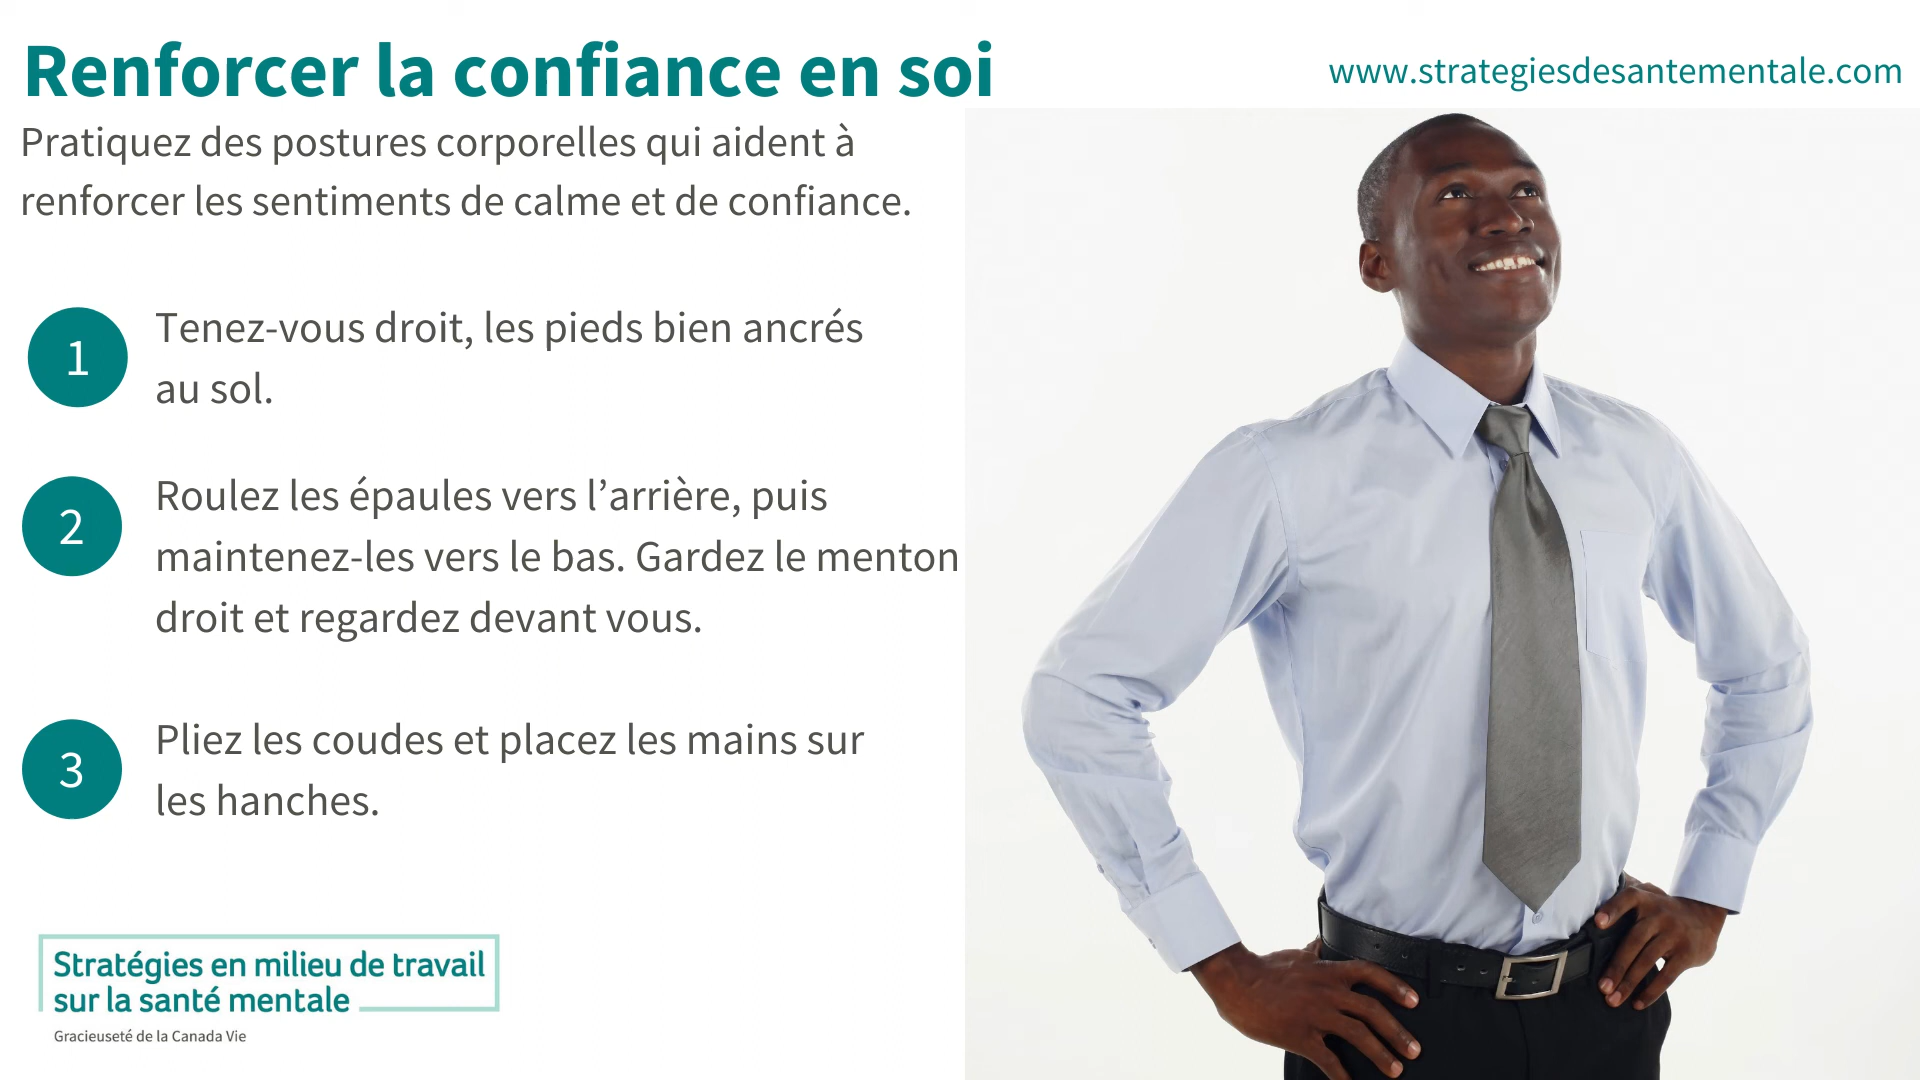 Renforcer la confiance en soi
www.strategiesdesantementale.com
Pratiquez des postures corporelles qui aident à
renforcer les sentiments de calme et de confiance.
1
Tenez-vous droit, les pieds bien ancrés
au sol.
2
Roulez les épaules vers l’arrière, puis
maintenez-les vers le bas. Gardez le menton
droit et regardez devant vous.
3
Pliez les coudes et placez les mains sur
les hanches.
Stratégies en milieu de travail
sur la santé mentale
Gracieuseté de la Canada Vie